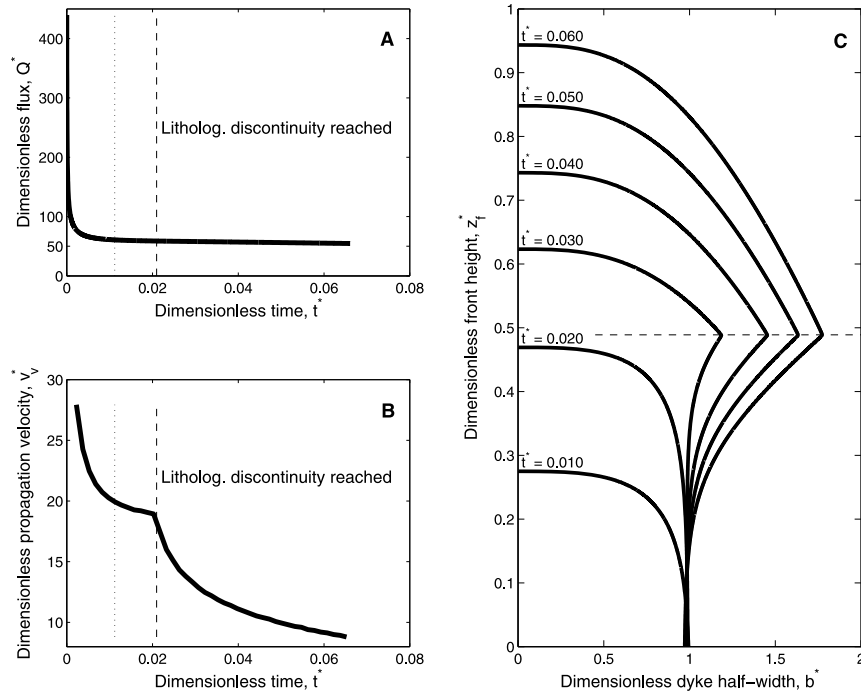 A
Dimensionless flux, Q*
400
300
200
100
50
0
0
0.02
0.04
0.06
0.08
Dimensionless time, t*
Litholog. discontinuity reached
B
Dimensionless propagation velocity, v_v*
30
25
20
15
10
0
0.02
0.04
0.06
0.08
Dimensionless time, t*
Litholog. discontinuity reached
C
Dimensionless front height, z_f*
1
0.9
0.8
0.7
0.6
0.5
0.4
0.3
0.2
0.1
0
t* = 0.060
t* = 0.050
t* = 0.040
t* = 0.030
t* = 0.020
t* = 0.010
0
0.5
1
1.5
2
Dimensionless dyke half−width, b*